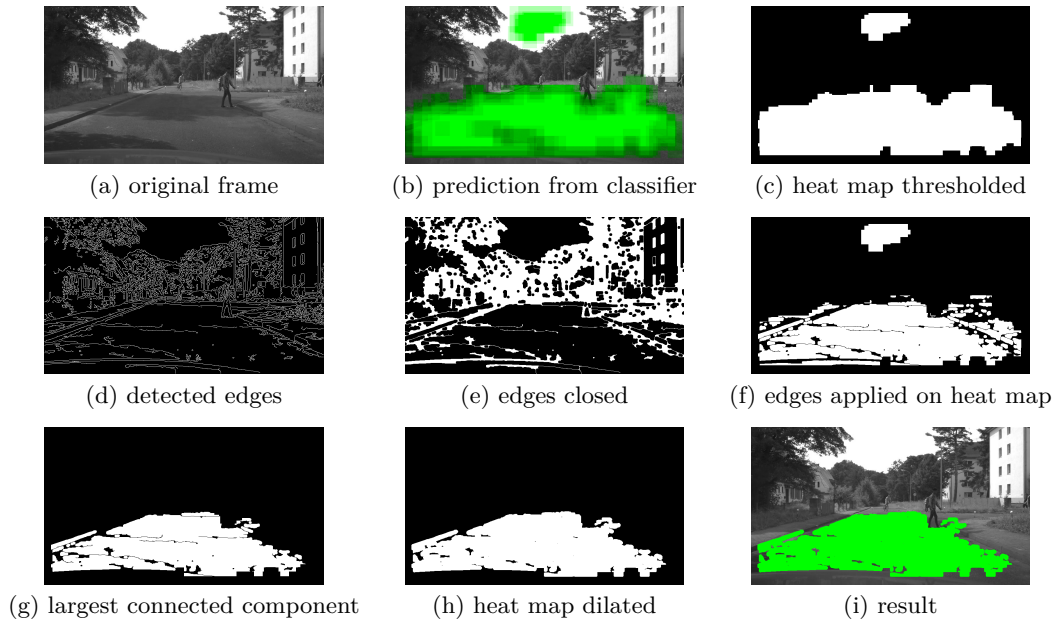 (a) original frame
(b) prediction from classifier
(c) heat map thresholded
(d) detected edges
(e) edges closed
(f) edges applied on heat map
(g) largest connected component
(h) heat map dilated
(i) result